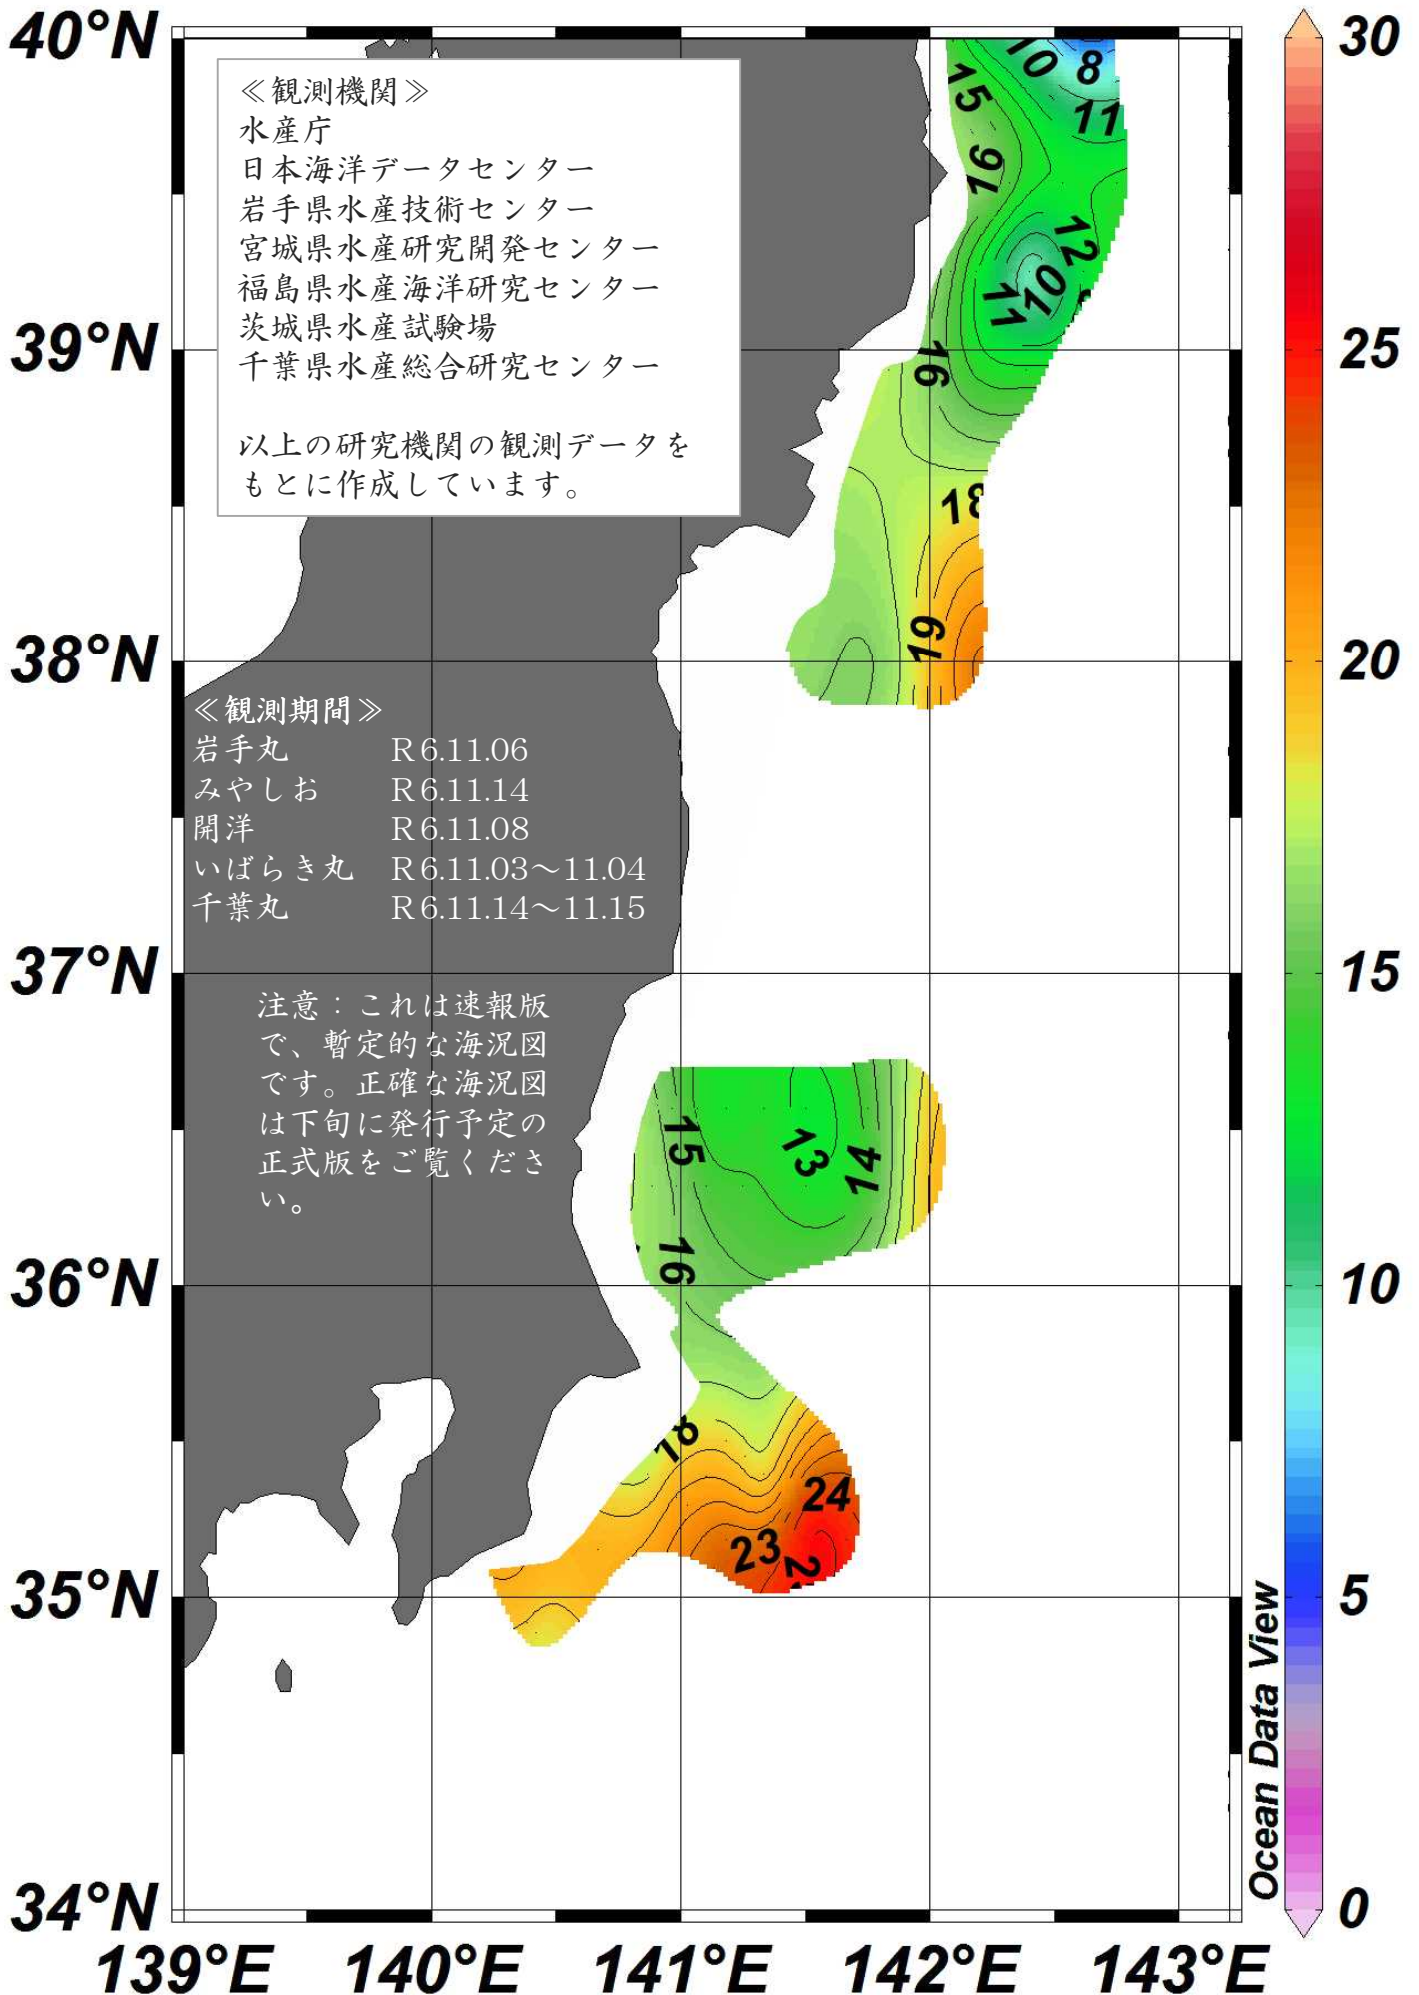 40°N
39°N
38°N
37°N
36°N
35°N
34°N
≪観測機関≫
水産庁
日本海洋データセンター
岩手県水産技術センター
宮城県水産研究開発センター
福島県水産海洋研究センター
茨城県水産試験場
千葉県水産総合研究センター
以上の研究機関の観測データを
もとに作成しています。
≪観測期間≫
岩手丸 R6.11.06
みやしお R6.11.14
開洋 R6.11.08
いばらき丸 R6.11.03～11.04
千葉丸 R6.11.14～11.15
注意：これは速報版
で、暫定的な海況図
です。正確な海況図
は下旬に発行予定の
正式版をご覧くださ
い。
10
8
15
11
16
12
10
11
16
18
19
15
13
14
16
18
24
23
30
25
20
15
10
5
0
Ocean Data View
139°E
140°E
141°E
142°E
143°E